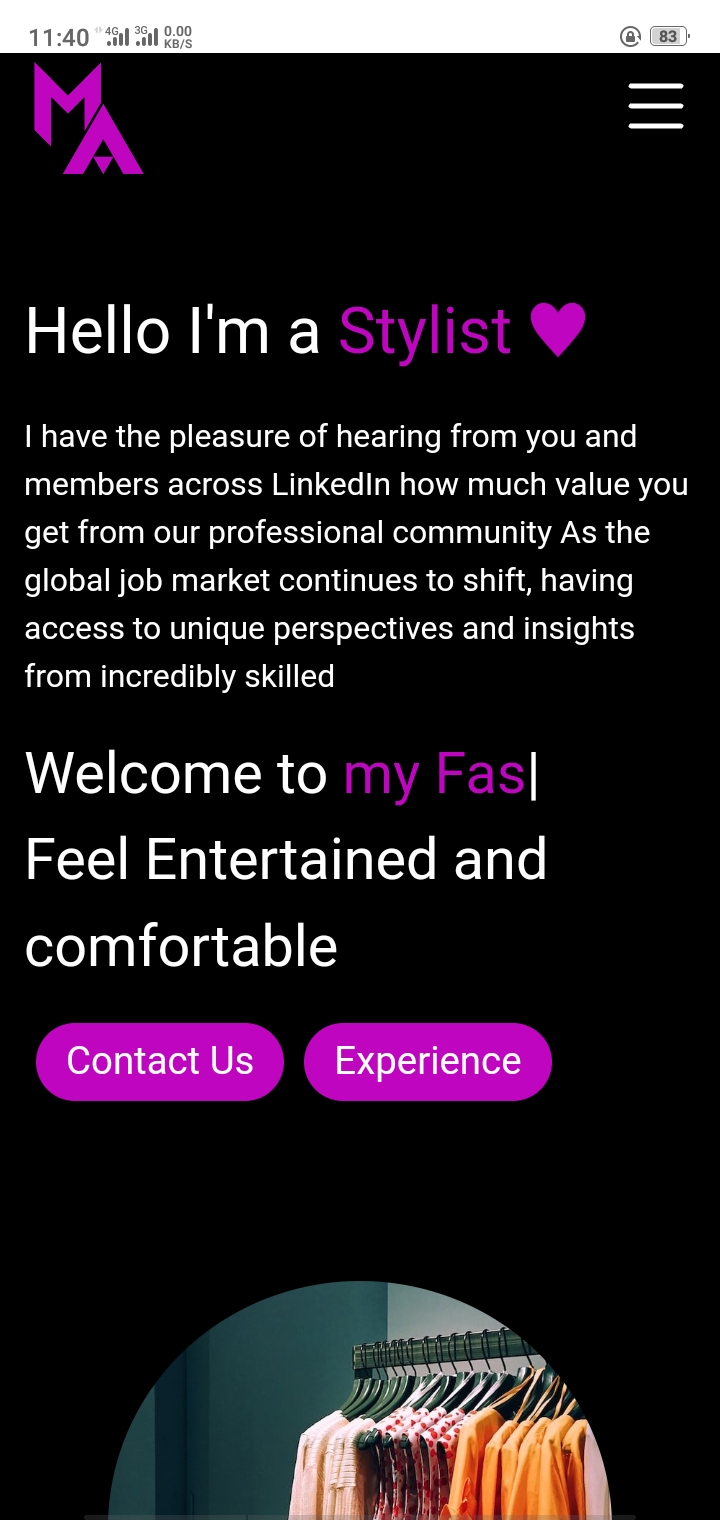 11:40 4G 3G 0.00 KB/S 83
MA
Hello I'm a Stylist ♥
I have the pleasure of hearing from you and
members across LinkedIn how much value you
get from our professional community As the
global job market continues to shift, having
access to unique perspectives and insights
from incredibly skilled
Welcome to my Fas|
Feel Entertained and
comfortable
Contact Us Experience